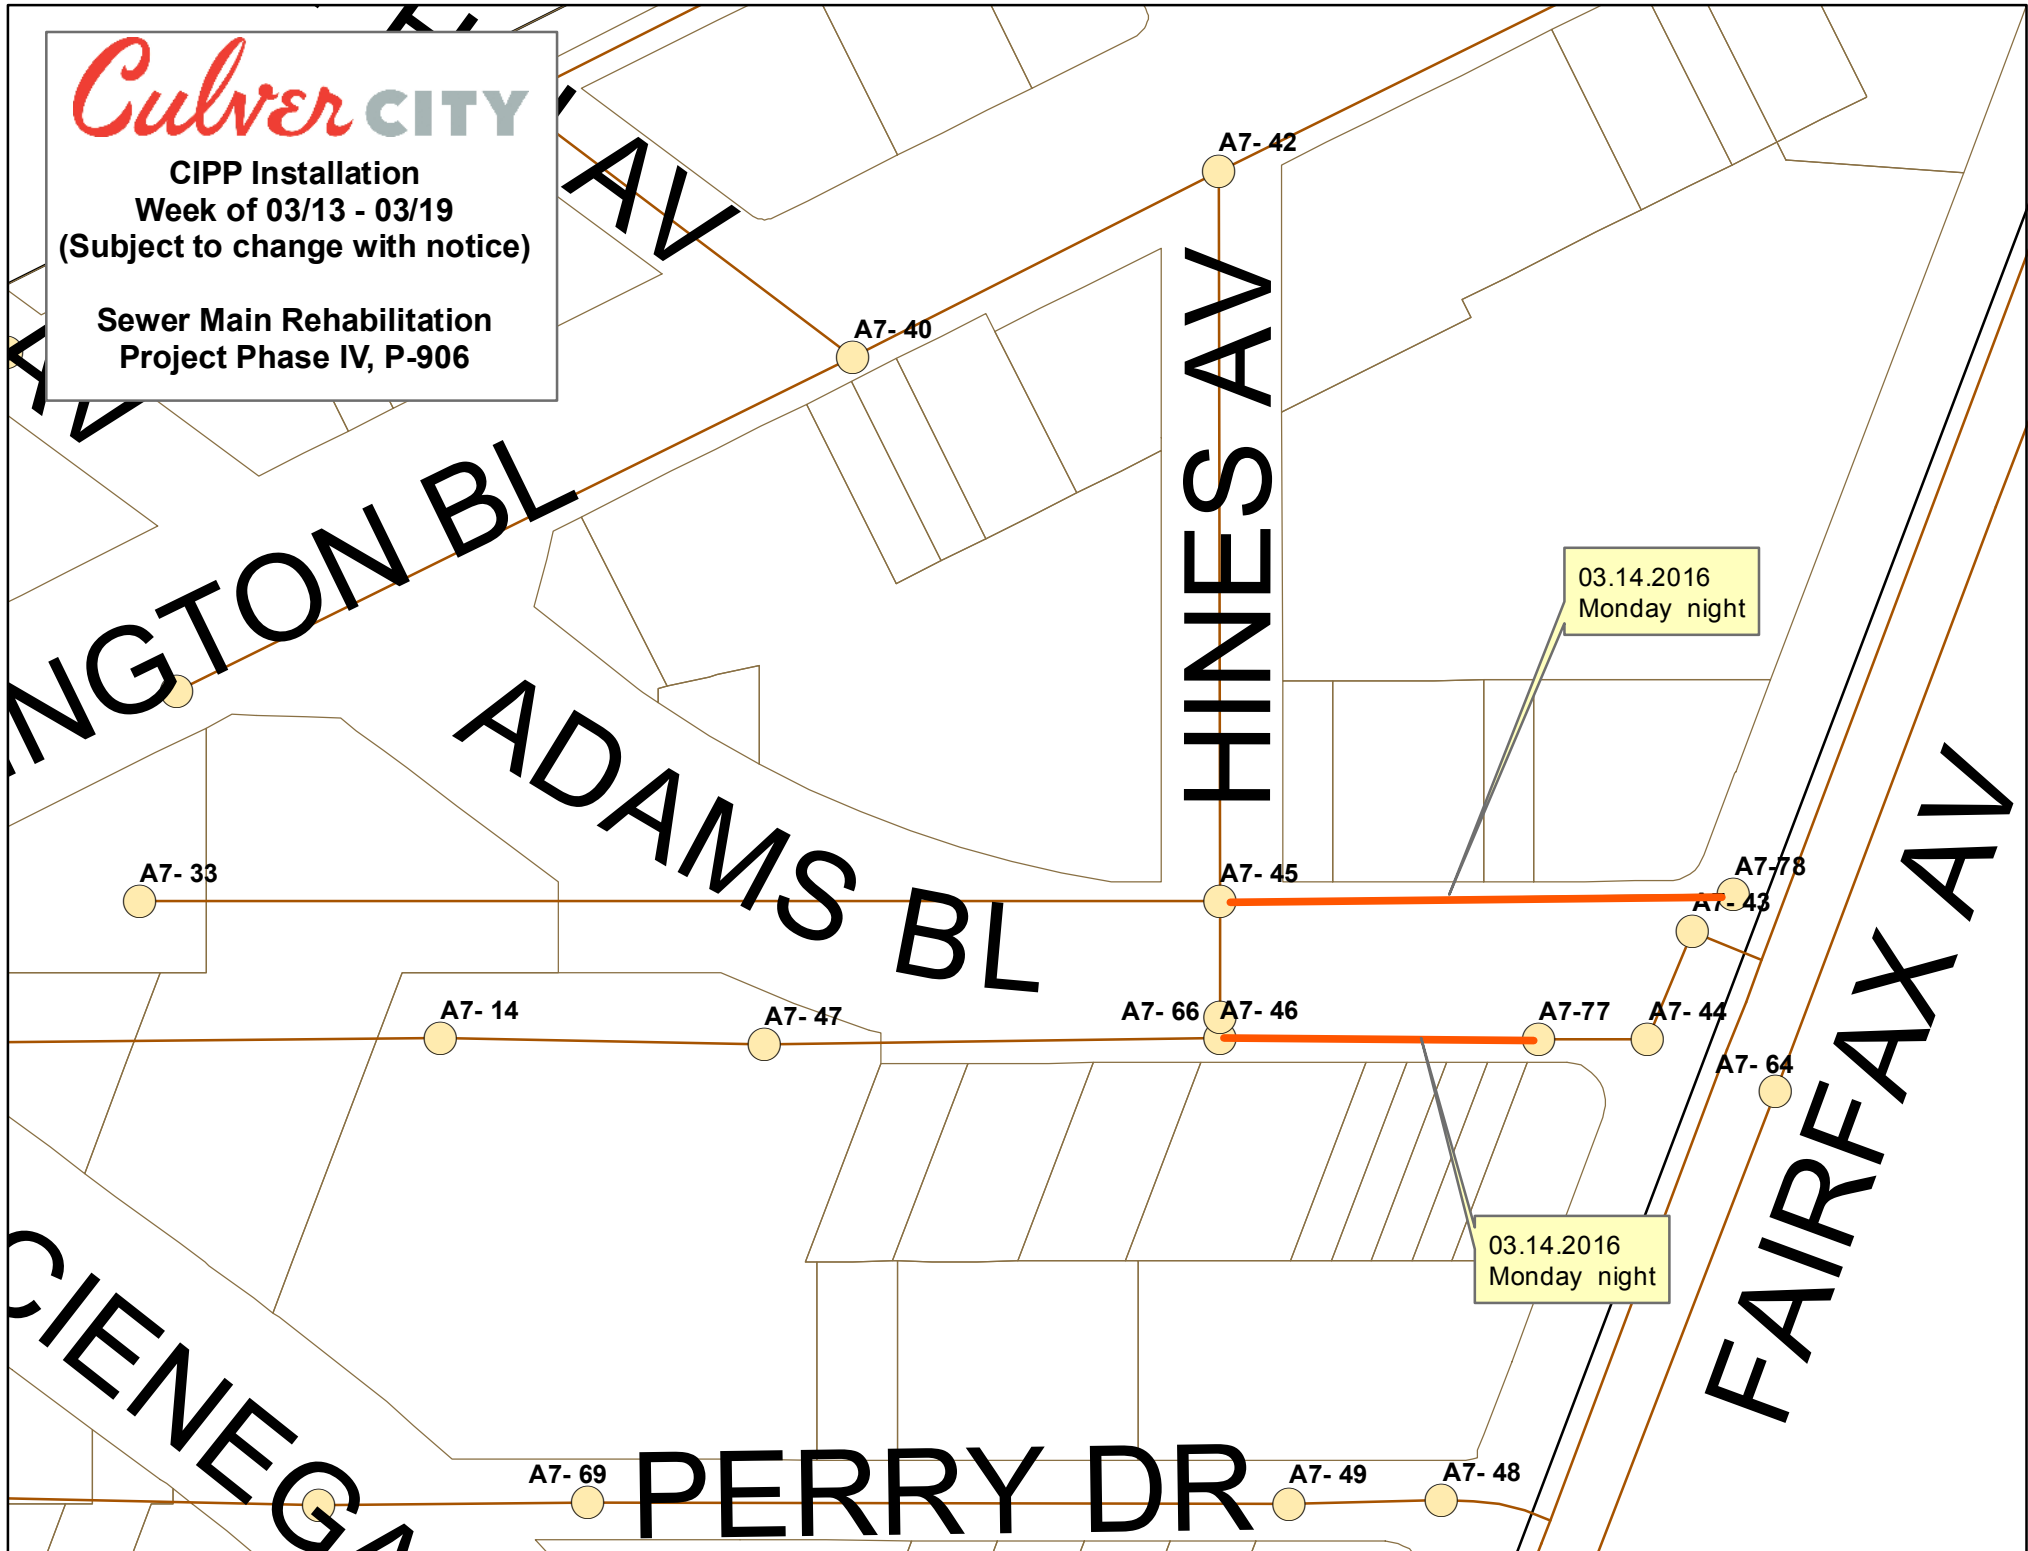 Culver CITY
CIPP Installation
Week of 03/13 - 03/19
(Subject to change with notice)
Sewer Main Rehabilitation
Project Phase IV, P-906
AV
AV
A7- 42
A7- 40
HINES AV
NGTON BL
03.14.2016
Monday night
ADAMS BL
FAIRFAX AV
A7- 33
A7- 45
A7-78
A7- 43
A7- 14
A7- 47
A7- 66
A7- 46
A7-77
A7- 44
A7- 64
03.14.2016
Monday night
CIENEGA
A7- 69
PERRY DR
A7- 49
A7- 48